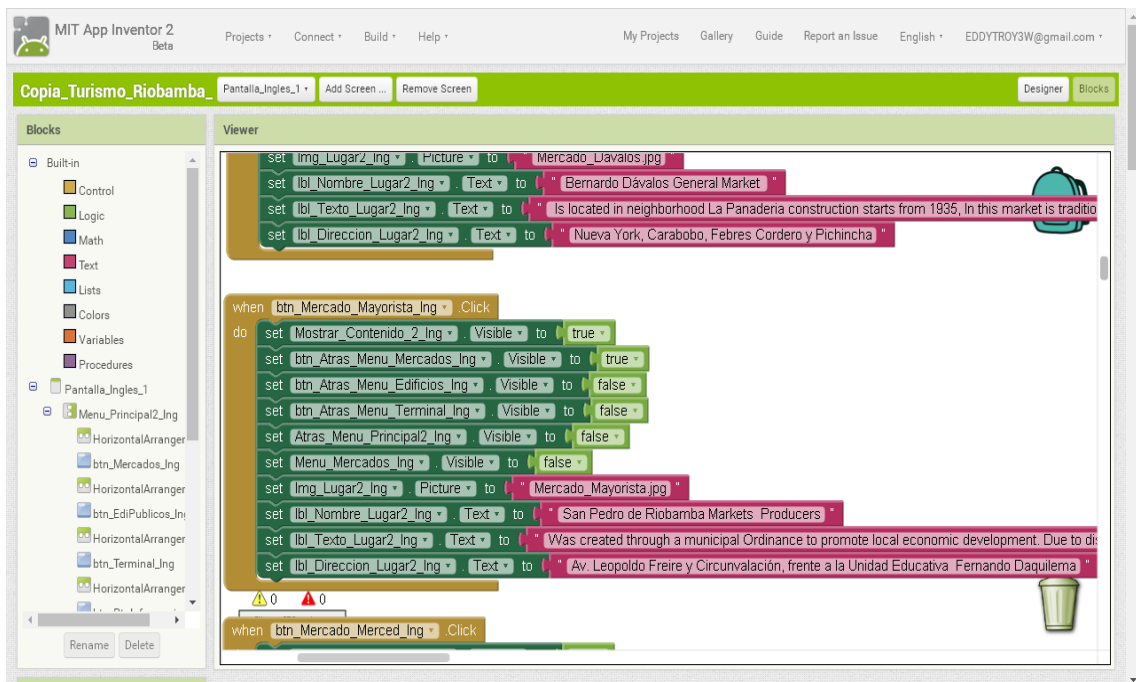 MIT App Inventor 2
Beta
Projects Connect Build Help My Projects Gallery Guide Report an Issue English EDDYTROY3W@gmail.com
Copia_Turismo_Riobamba_ Pantalla_Ingles_1 Add Screen ... Remove Screen Designer Blocks
Blocks
Viewer
Built-in
Control
Logic
Math
Text
Lists
Colors
Variables
Procedures
Pantalla_Ingles_1
Menu_Principal2_Ing
HorizontalArranger
btn_Mercados_Ing
HorizontalArranger
btn_EdiPublicos_Ing
HorizontalArranger
btn_Terminal_Ing
HorizontalArranger
Rename Delete
set Img_Lugar2_Ing . Picture to " Mercado_Davalos.jpg "
set lbl_Nombre_Lugar2_Ing . Text to " Bernardo Dávalos General Market "
set lbl_Texto_Lugar2_Ing . Text to " Is located in neighborhood La Panaderia construction starts from 1935, In this market is traditio
set lbl_Direccion_Lugar2_Ing . Text to " Nueva York, Carabobo, Febres Cordero y Pichincha "
when btn_Mercado_Mayorista_Ing .Click
do set Mostrar_Contenido_2_Ing . Visible to true
set btn_Atras_Menu_Mercados_Ing . Visible to true
set btn_Atras_Menu_Edificios_Ing . Visible to false
set btn_Atras_Menu_Terminal_Ing . Visible to false
set Atras_Menu_Principal2_Ing . Visible to false
set Menu_Mercados_Ing . Visible to false
set Img_Lugar2_Ing . Picture to " Mercado_Mayorista.jpg "
set lbl_Nombre_Lugar2_Ing . Text to " San Pedro de Riobamba Markets Producers "
set lbl_Texto_Lugar2_Ing . Text to " Was created through a municipal Ordinance to promote local economic development. Due to di
set lbl_Direccion_Lugar2_Ing . Text to " Av. Leopoldo Freire y Circunvalación, frente a la Unidad Educativa Fernando Daquilema "
0 0
when btn_Mercado_Merced_Ing .Click